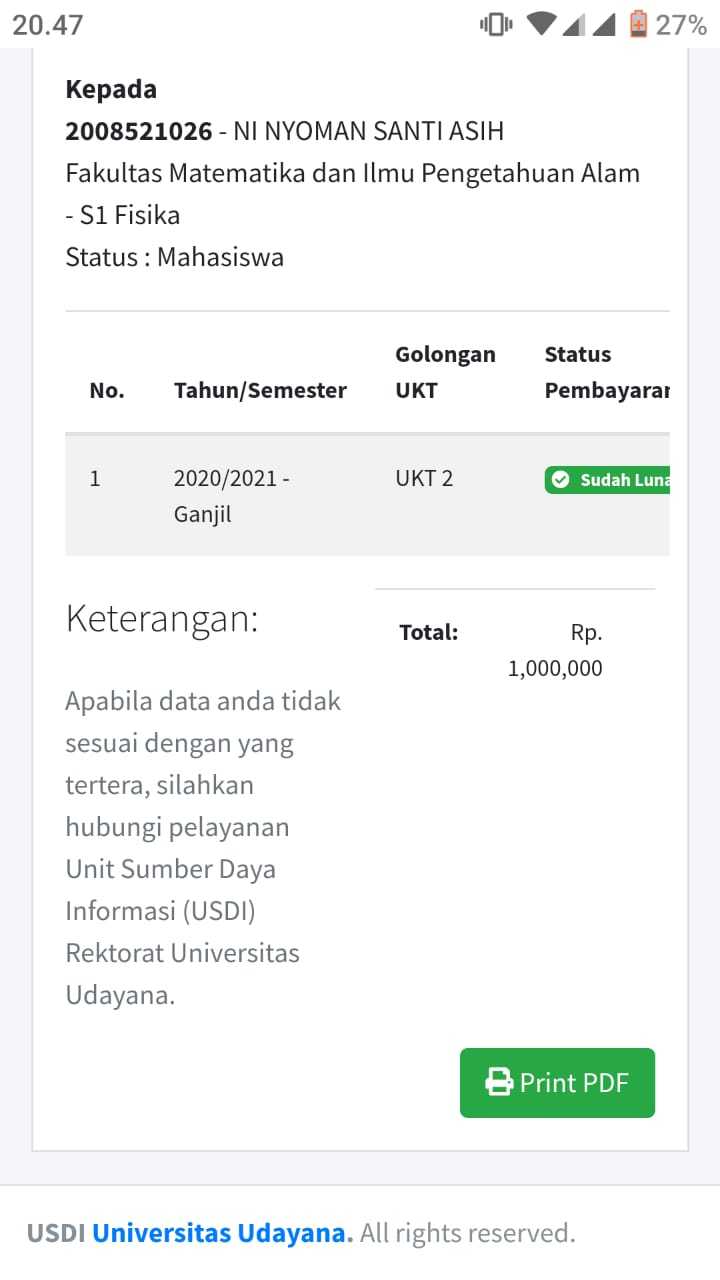 20.47 27%
Kepada
2008521026 - NI NYOMAN SANTI ASIH
Fakultas Matematika dan Ilmu Pengetahuan Alam
- S1 Fisika
Status : Mahasiswa
No. Tahun/Semester Golongan UKT Status Pembayaran
1 2020/2021 - Ganjil UKT 2 Sudah Luna
Keterangan:
Total: Rp. 1,000,000
Apabila data anda tidak
sesuai dengan yang
tertera, silahkan
hubungi pelayanan
Unit Sumber Daya
Informasi (USDI)
Rektorat Universitas
Udayana.
Print PDF
USDI Universitas Udayana. All rights reserved.